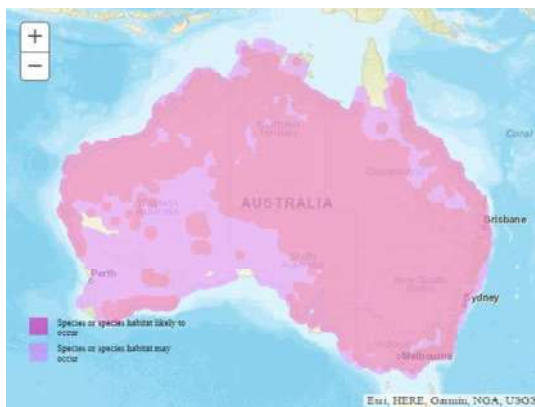 +
−
Coral
AUSTRALIA
Brisbane
Perth
Sydney
Melbourne
Species or species habitat likely to
occur
Species or species habitat may
occur
Esri, HERE, Garmin, NOA, USGS